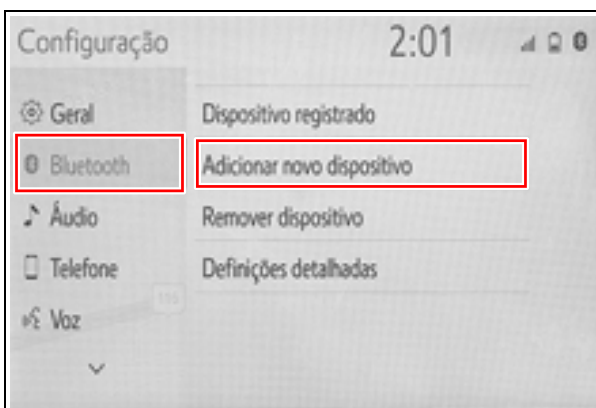 Configuração 2:01
Geral
Dispositivo registrado
Bluetooth
Adicionar novo dispositivo
Áudio
Remover dispositivo
Telefone
Definições detalhadas
Voz